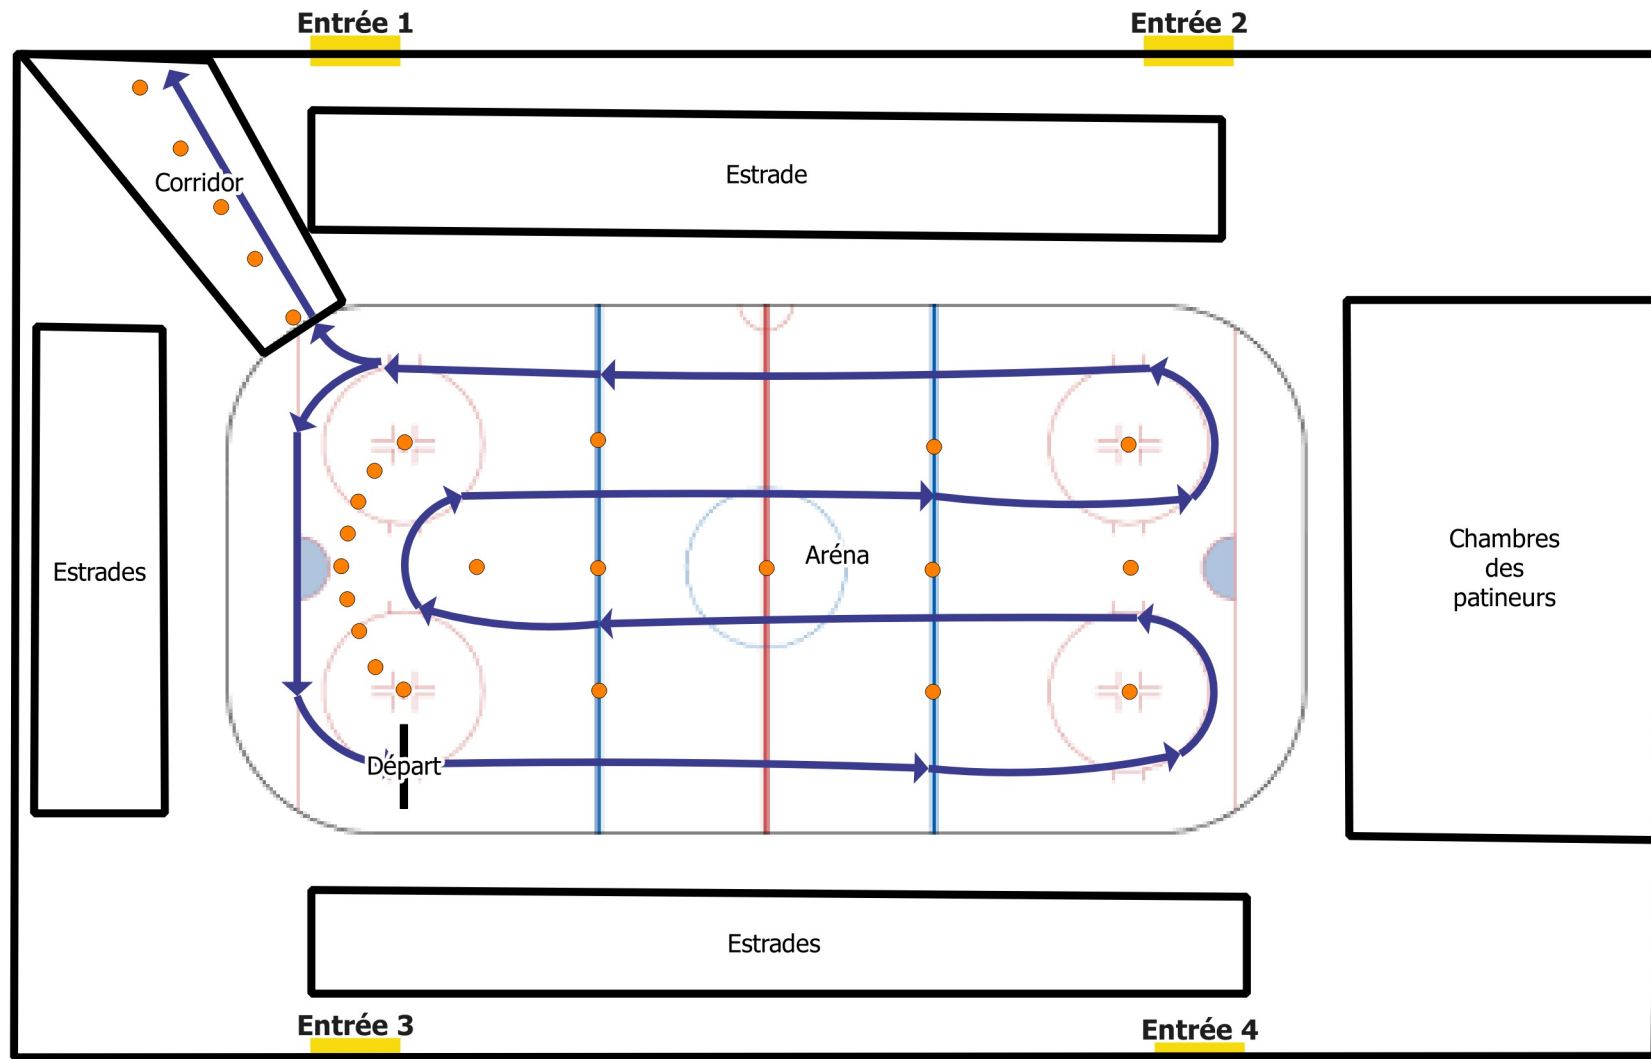 Entrée 1
Entrée 2
Corridor
Estrade
Estrades
Aréna
Chambres
des
patineurs
Départ
Estrades
Entrée 3
Entrée 4